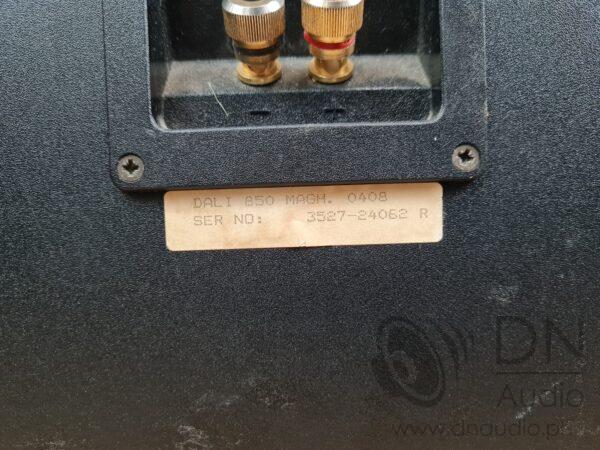 - +
DALI 850 MAGH. 0408
SER NO: 3527-24062 R
DN
Audio
www.dnaudio.pl